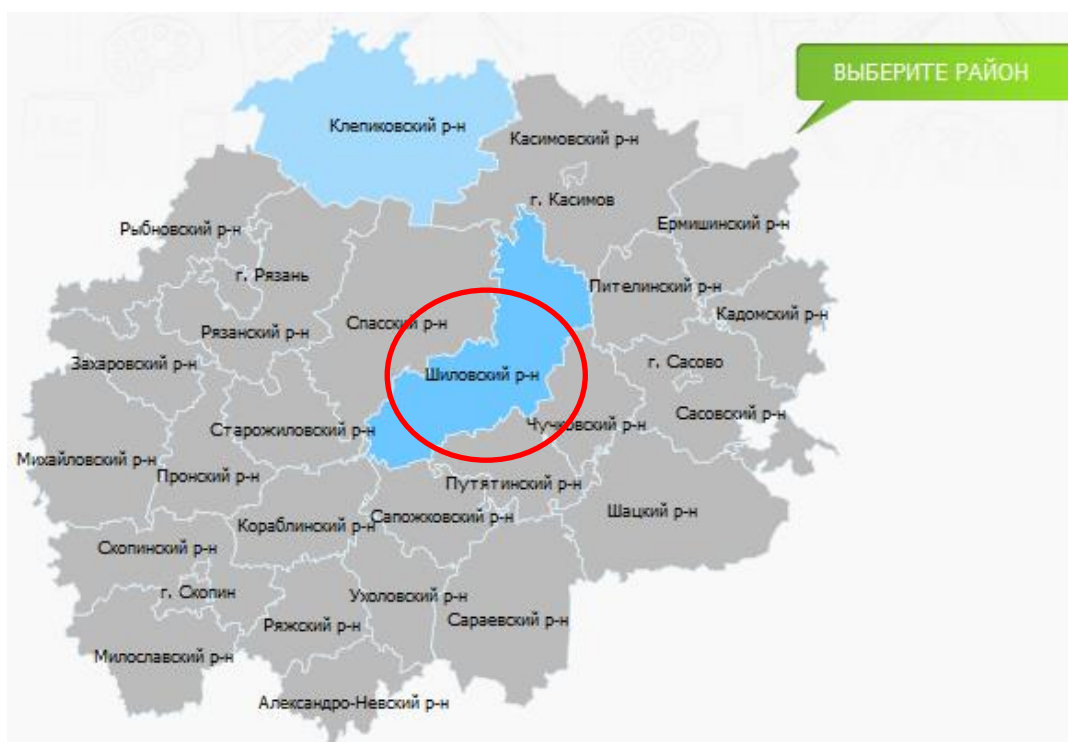 ВЫБЕРИТЕ РАЙОН
Клепиковский р-н
Касимовский р-н
г. Касимов
Ермишинский р-н
Рыбновский р-н
г. Рязань
Пителинский р-н
Кадомский р-н
Спасский р-н
Рязанский р-н
Захаровский р-н
г. Сасово
Шиловский р-н
Сасовский р-н
Чучковский р-н
Старожиловский р-н
Михайловский р-н
Пронский р-н
Путятинский р-н
Шацкий р-н
Сапожковский р-н
Кораблинский р-н
Скопинский р-н
г. Скопин
Ухоловский р-н
Сараевский р-н
Ряжский р-н
Милославский р-н
Александро-Невский р-н